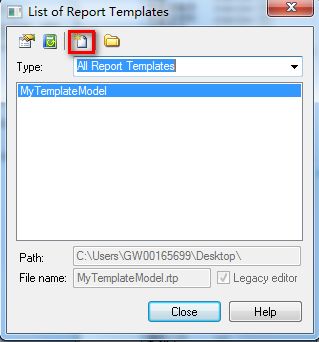 List of Report Templates
Type: All Report Templates
MyTemplateModel
Path: C:\Users\GW00165699\Desktop\
File name: MyTemplateModel.rtp Legacy editor
Close Help